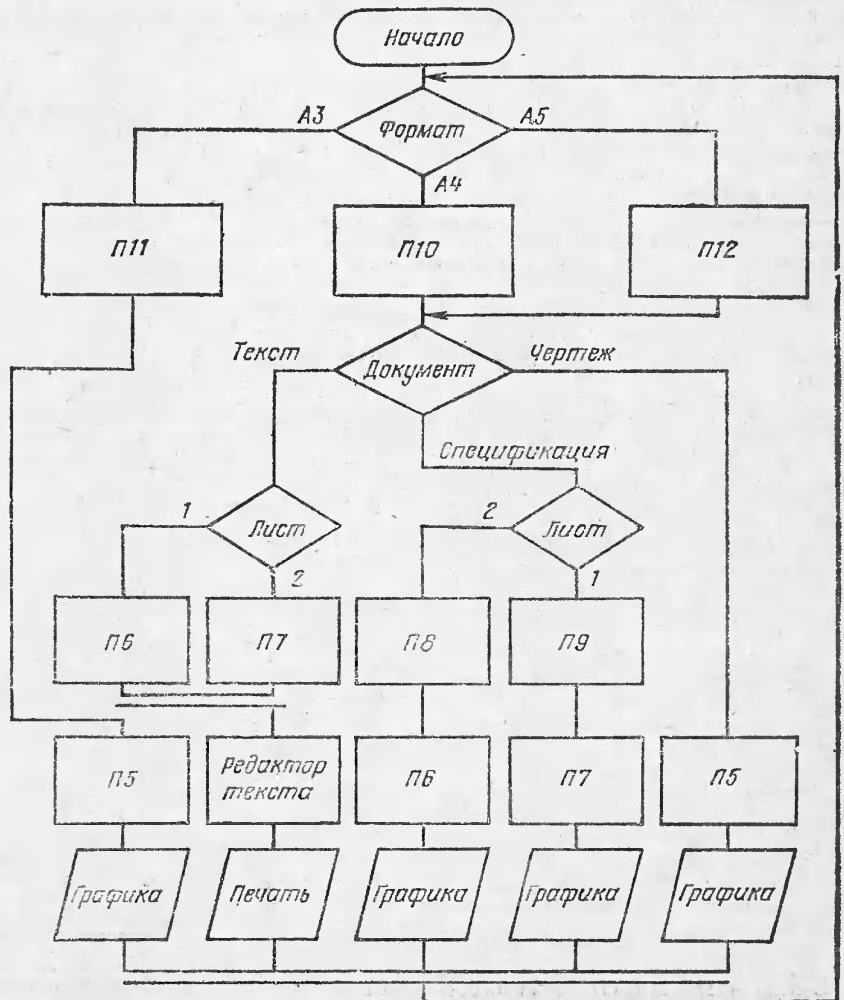 Начало
А3
Формат
А5
А4
П11
П10
П12
Текст
Документ
Чертеж
Спецификация
1
Лист
2
2
Лист
1
П6
П7
П8
П9
П5
Редактор
текста
П6
П7
П5
Графика
Печать
Графика
Графика
Графика